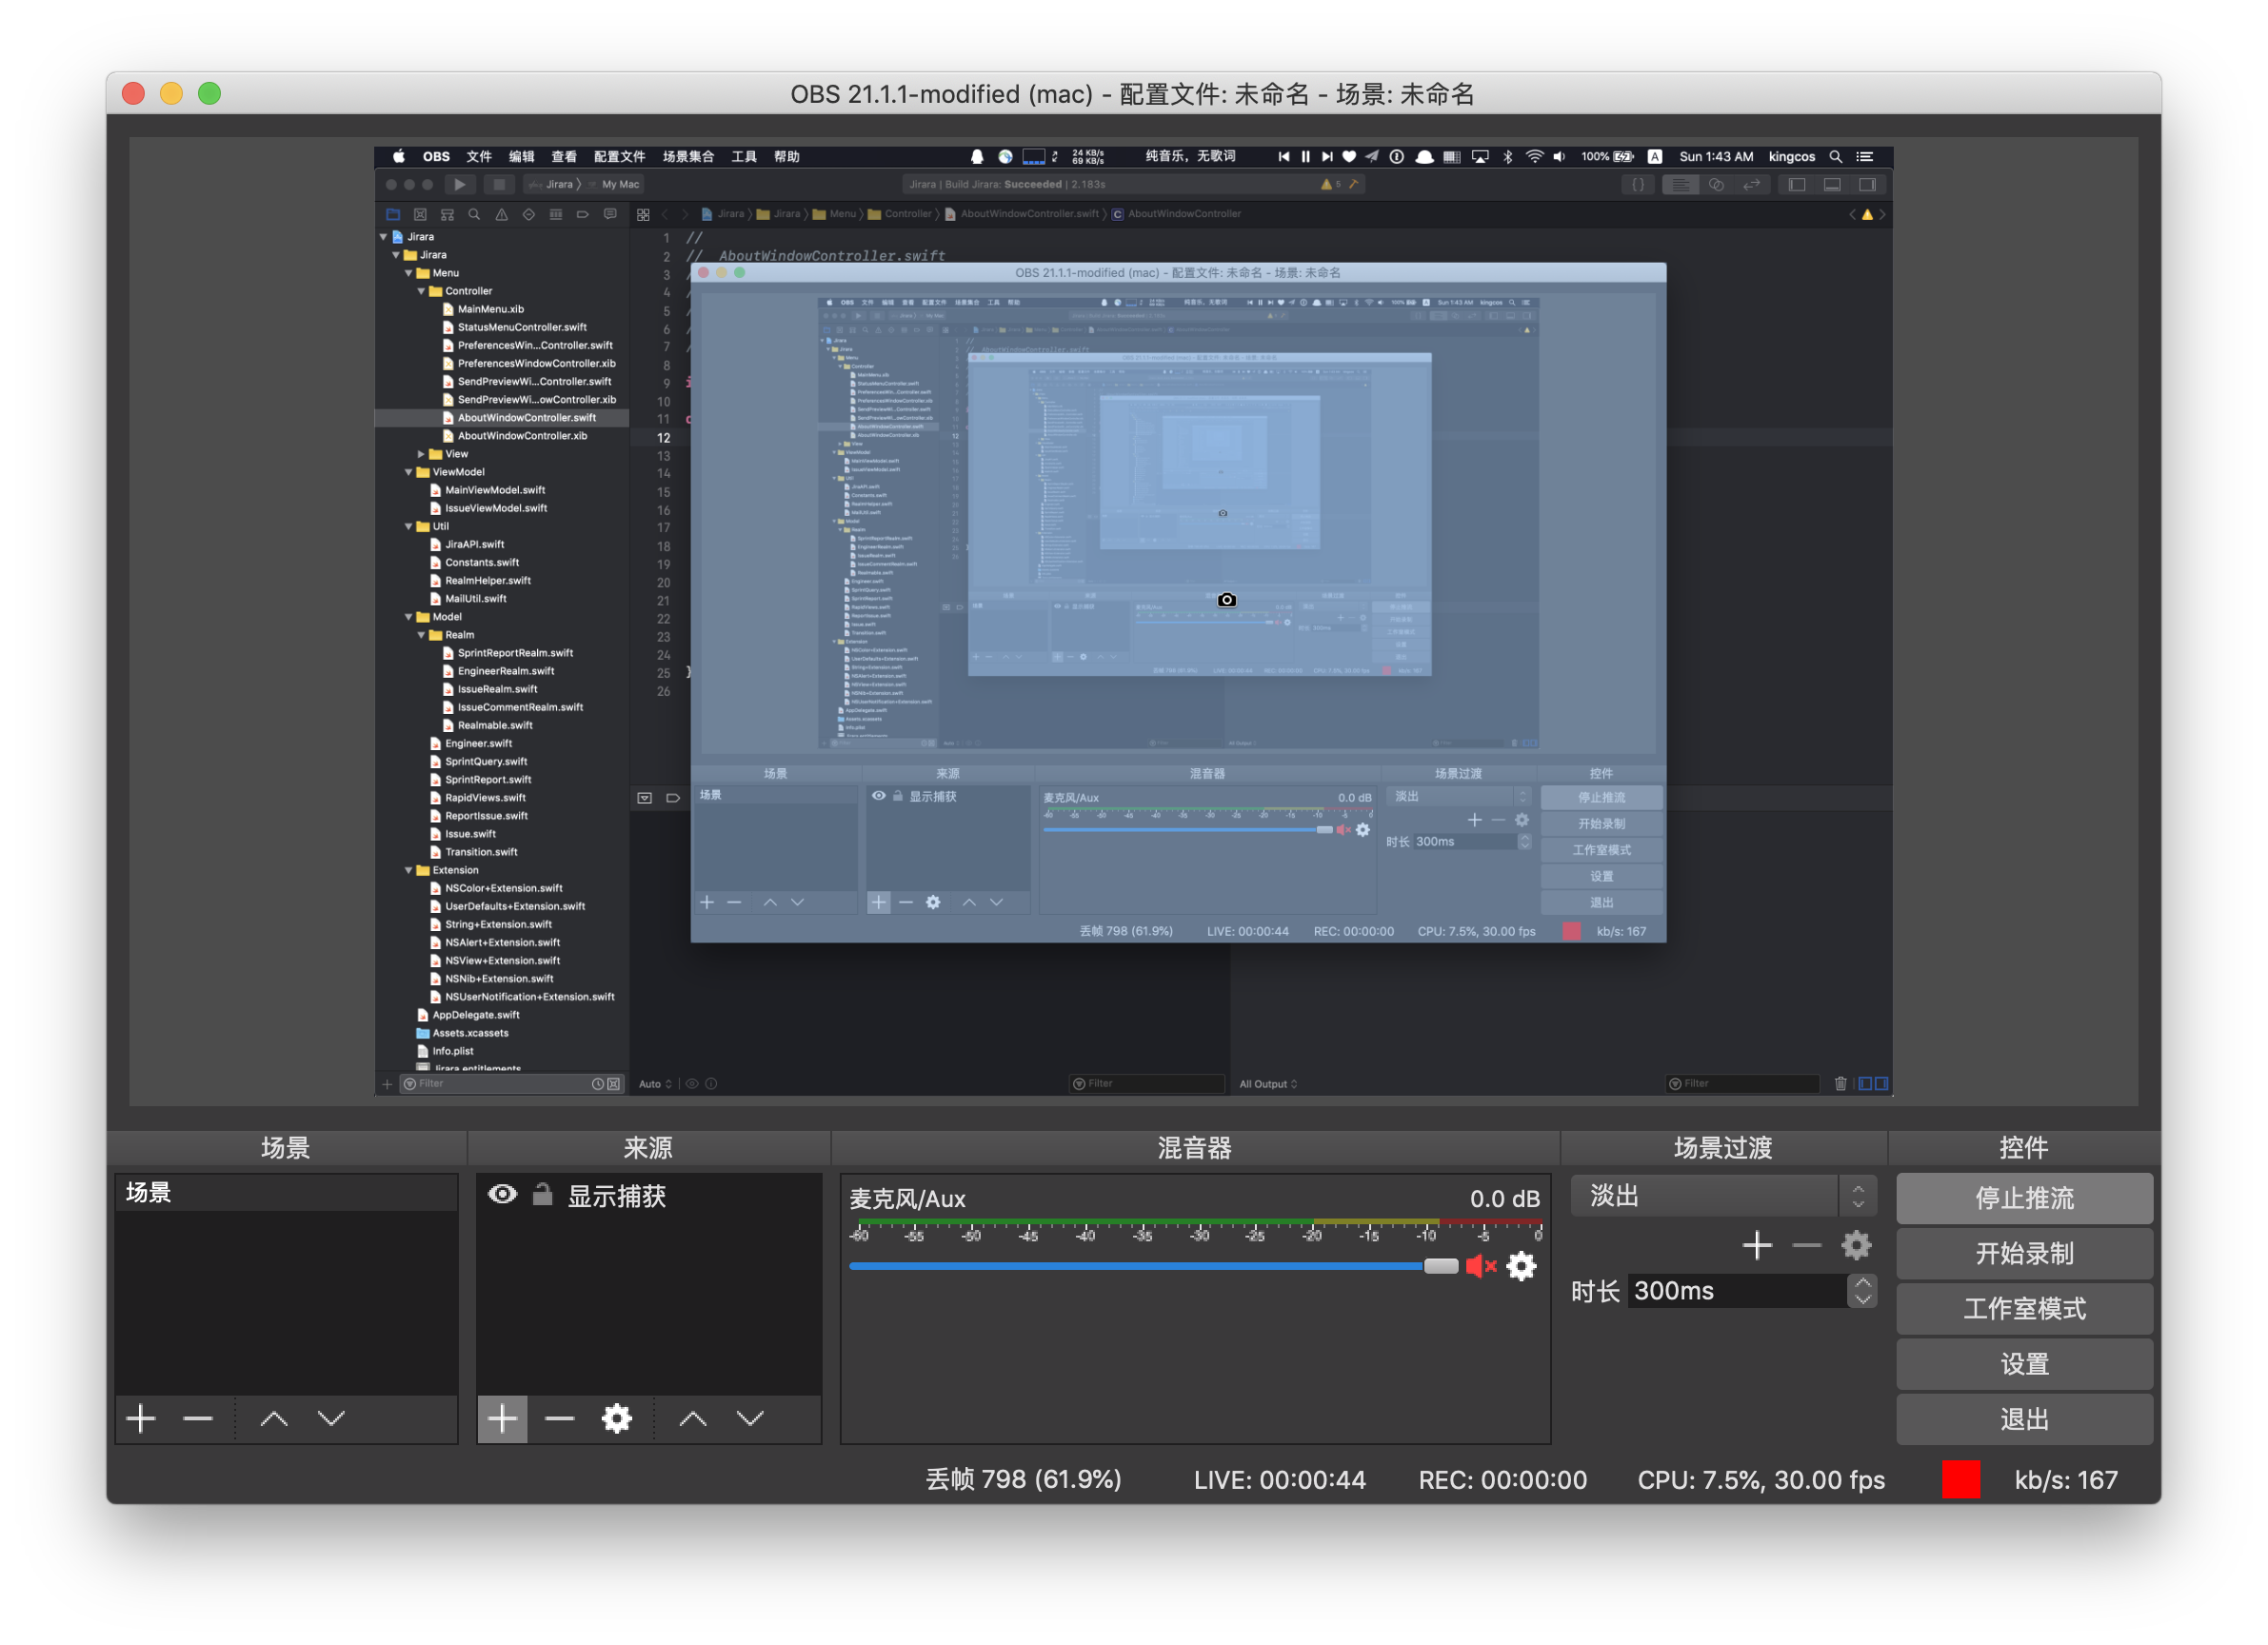 OBS 21.1.1-modified (mac) - 配置文件: 未命名 - 场景: 未命名
OBS 文件 编辑 查看 配置文件 场景集合 工具 帮助 24 KB/s 69 KB/s 纯音乐，无歌词 100% A Sun 1:43 AM kingcos
Jirara 〉 My Mac
Jirara | Build Jirara: Succeeded | 2.183s 5
Jirara 〉 Jirara 〉 Menu 〉 Controller 〉 AboutWindowController.swift 〉 C AboutWindowController
Jirara
Jirara
Menu
Controller
MainMenu.xib
StatusMenuController.swift
PreferencesWin...Controller.swift
PreferencesWindowController.xib
SendPreviewWi...Controller.swift
SendPreviewWi...owController.xib
AboutWindowController.swift
AboutWindowController.xib
View
ViewModel
MainViewModel.swift
IssueViewModel.swift
Util
JiraAPI.swift
Constants.swift
RealmHelper.swift
MailUtil.swift
Model
Realm
SprintReportRealm.swift
EngineerRealm.swift
IssueRealm.swift
IssueCommentRealm.swift
Realmable.swift
Engineer.swift
SprintQuery.swift
SprintReport.swift
RapidViews.swift
ReportIssue.swift
Issue.swift
Transition.swift
Extension
NSColor+Extension.swift
UserDefaults+Extension.swift
String+Extension.swift
NSAlert+Extension.swift
NSView+Extension.swift
NSNib+Extension.swift
NSUserNotification+Extension.swift
AppDelegate.swift
Assets.xcassets
Info.plist
Jirara.entitlements
Filter
1 //
2 // AboutWindowController.swift
3
4
5
6
7
8
9
10
11
12
13
14
15
16
17
18
19
20
21
22
23
24
25 }
26
OBS 21.1.1-modified (mac) - 配置文件: 未命名 - 场景: 未命名
场景 来源 混音器 场景过渡 控件
场景
显示捕获
麦克风/Aux 0.0 dB
-60 -55 -50 -45 -40 -35 -30 -25 -20 -15 -10 -5 0
淡出
时长 300ms
停止推流
开始录制
工作室模式
设置
退出
丢帧 798 (61.9%) LIVE: 00:00:44 REC: 00:00:00 CPU: 7.5%, 30.00 fps kb/s: 167
Auto Filter All Output Filter
场景 来源 混音器 场景过渡 控件
场景
显示捕获
麦克风/Aux 0.0 dB
-60 -55 -50 -45 -40 -35 -30 -25 -20 -15 -10 -5 0
淡出
时长 300ms
停止推流
开始录制
工作室模式
设置
退出
丢帧 798 (61.9%) LIVE: 00:00:44 REC: 00:00:00 CPU: 7.5%, 30.00 fps kb/s: 167